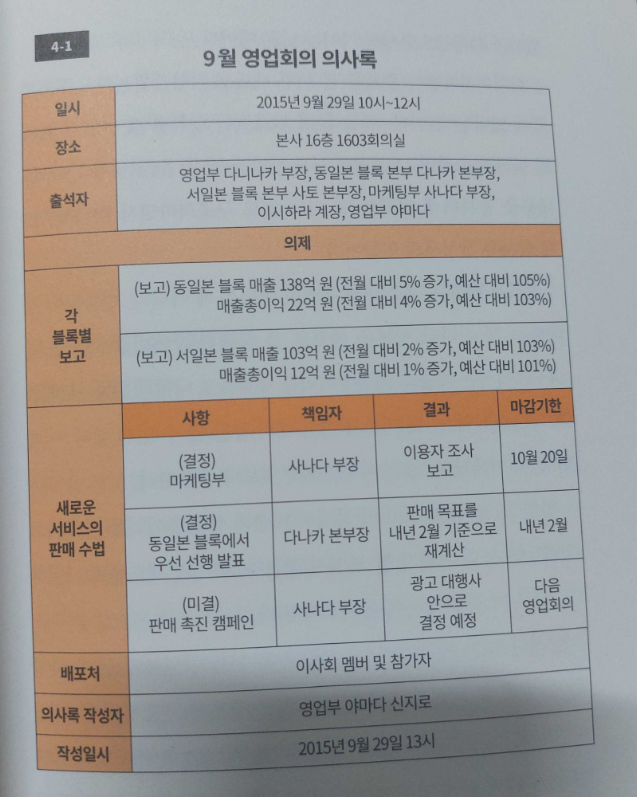 4-1
9월 영업회의 의사록
일시
2015년 9월 29일 10시~12시
장소
본사 16층 1603회의실
출석자
영업부 다니나카 부장, 동일본 블록 본부 다나카 본부장,
서일본 블록 본부 사토 본부장, 마케팅부 사나다 부장,
이시하라 계장, 영업부 야마다
의제
각
블록별
보고
(보고) 동일본 블록 매출 138억 원 (전월 대비 5% 증가, 예산 대비 105%)
매출총이익 22억 원 (전월 대비 4% 증가, 예산 대비 103%)
(보고) 서일본 블록 매출 103억 원 (전월 대비 2% 증가, 예산 대비 103%)
매출총이익 12억 원 (전월 대비 1% 증가, 예산 대비 101%)
새로운
서비스의
판매 수법
사항
책임자
결과
마감기한
(결정)
마케팅부
사나다 부장
이용자 조사
보고
10월 20일
(결정)
동일본 블록에서
우선 선행 발표
다나카 본부장
판매 목표를
내년 2월 기준으로
재계산
내년 2월
(미결)
판매 촉진 캠페인
사나다 부장
광고 대행사
안으로
결정 예정
다음
영업회의
배포처
이사회 멤버 및 참가자
의사록 작성자
영업부 야마다 신지로
작성일시
2015년 9월 29일 13시